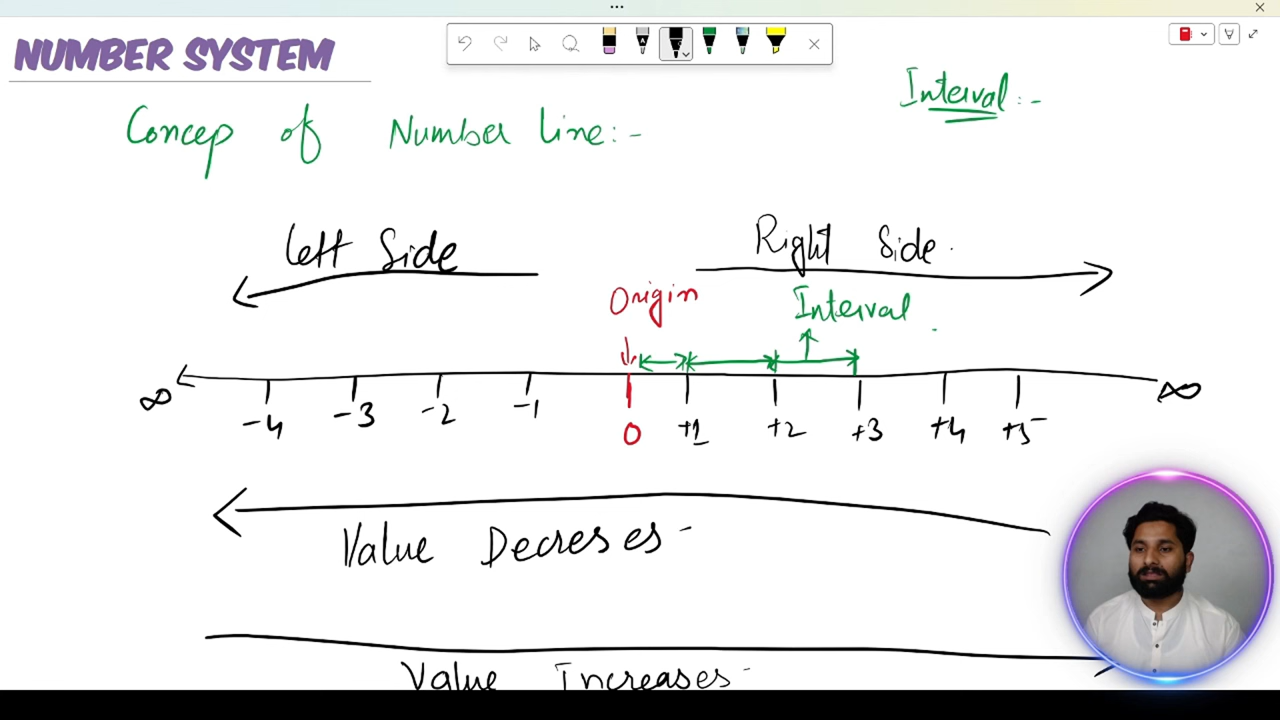 NUMBER SYSTEM
Interval:-
Concep of Number line:-
Left Side
Right Side
Origin
Interval
∞ -4 -3 -2 -1 0 +1 +2 +3 +4 +5 ∞
Value Decreses
Value Increases